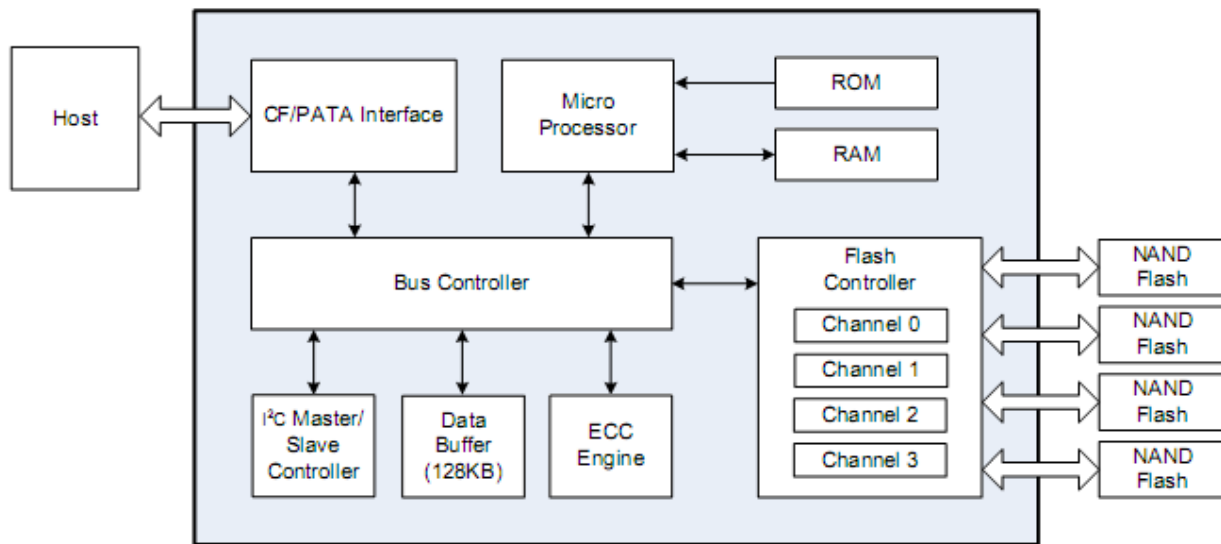 Host
CF/PATA Interface
Micro
Processor
ROM
RAM
Bus Controller
Flash
Controller
Channel 0
Channel 1
Channel 2
Channel 3
NAND
Flash
NAND
Flash
NAND
Flash
NAND
Flash
I²C Master/
Slave
Controller
Data
Buffer
(128KB)
ECC
Engine